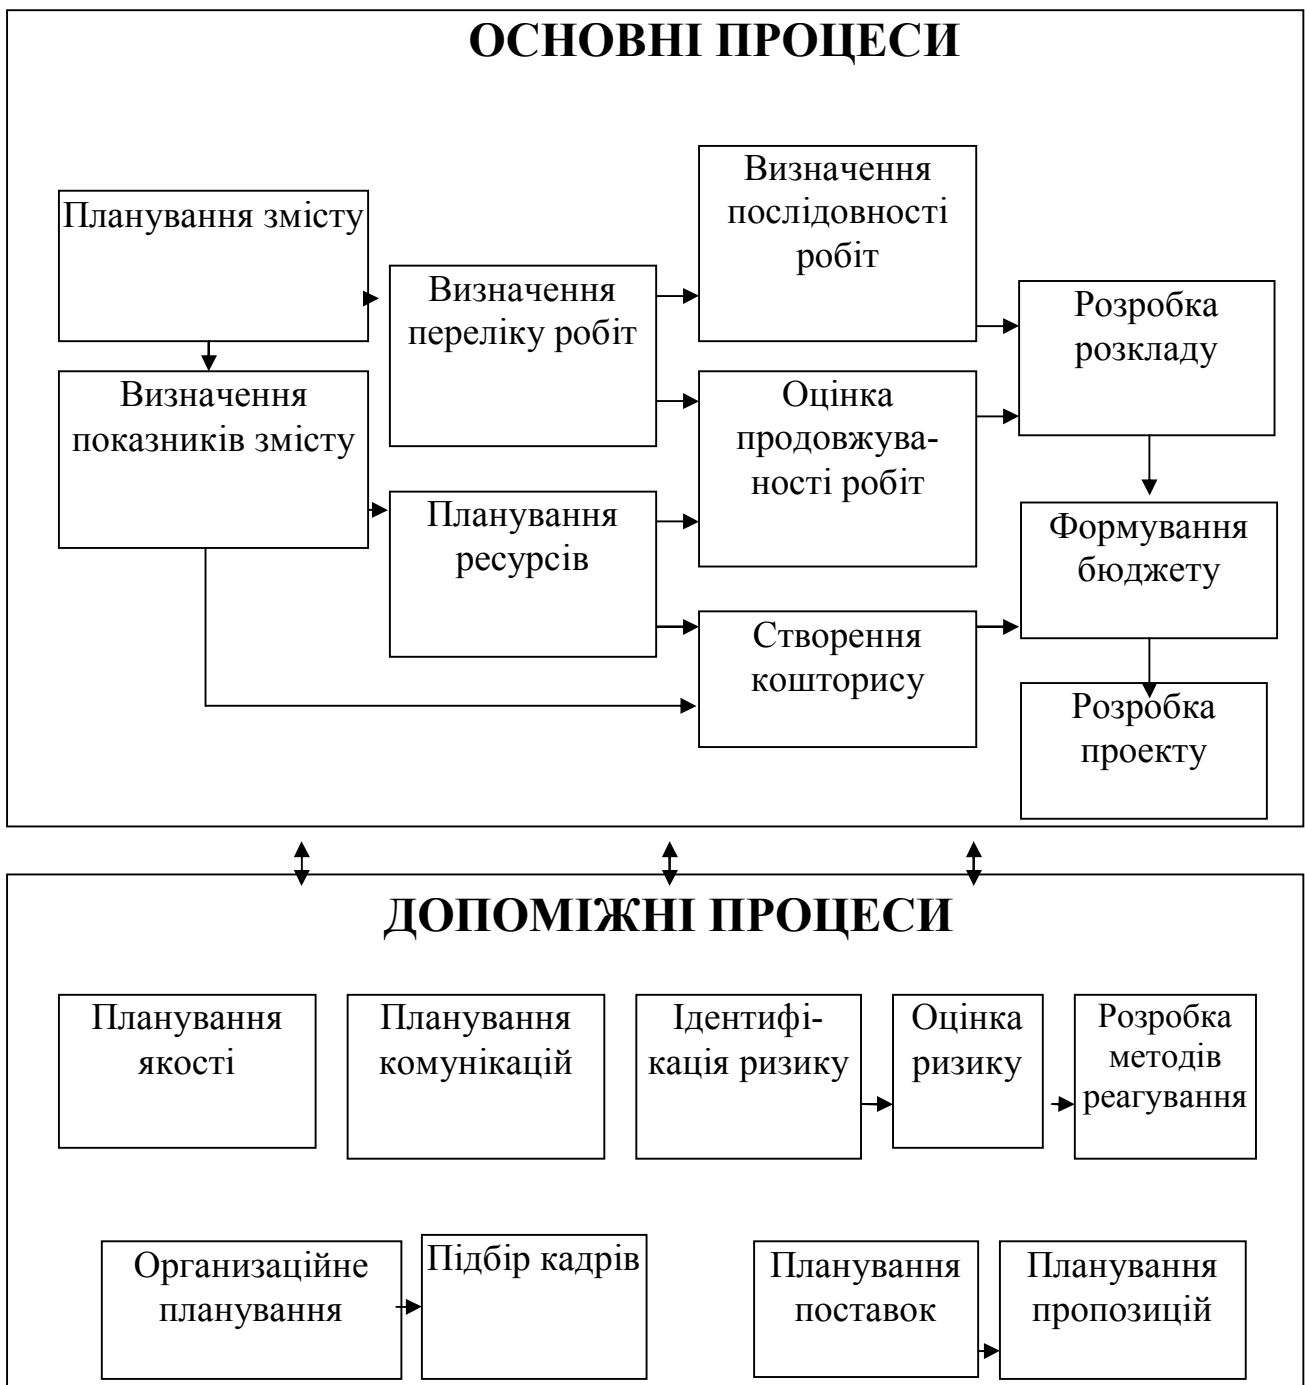 ОСНОВНІ ПРОЦЕСИ
Планування змісту
Визначення
показників змісту
Визначення
переліку робіт
Планування
ресурсів
Визначення
послідовності
робіт
Оцінка
продовжува-
ності робіт
Створення
кошторису
Розробка
розкладу
Формування
бюджету
Розробка
проекту
ДОПОМІЖНІ ПРОЦЕСИ
Планування
якості
Планування
комунікацій
Ідентифі-
кація ризику
Оцінка
ризику
Розробка
методів
реагування
Организаційне
планування
Підбір кадрів
Планування
поставок
Планування
пропозицій